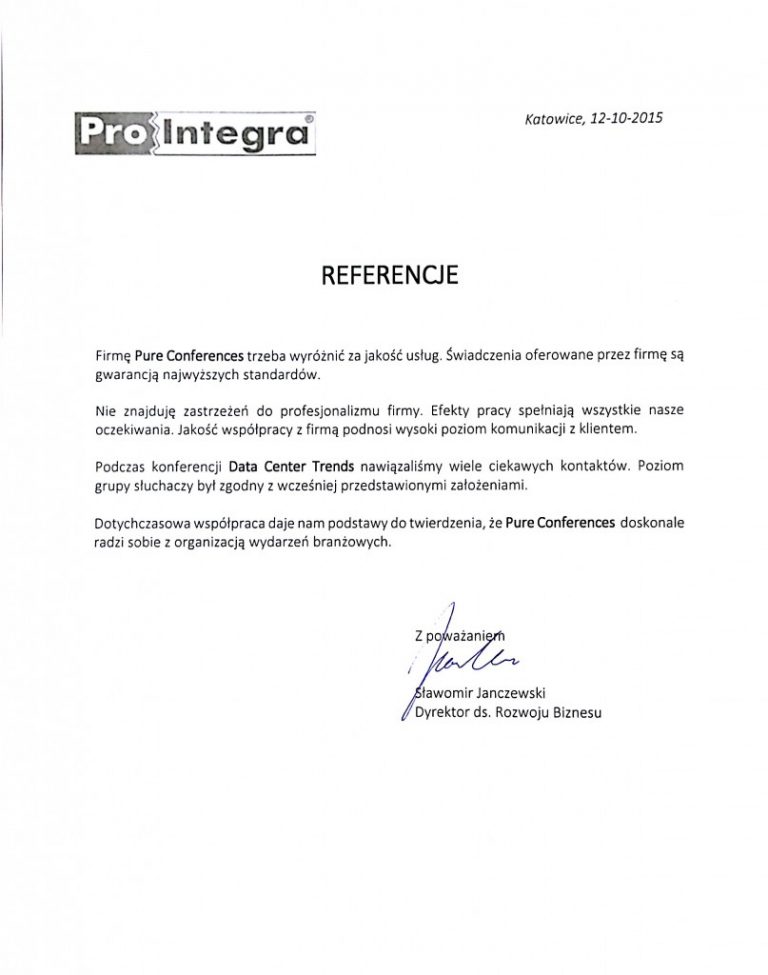 Pro Integra®
Katowice, 12-10-2015
REFERENCJE
Firmę Pure Conferences trzeba wyróżnić za jakość usług. Świadczenia oferowane przez firmę są
gwarancją najwyższych standardów.
Nie znajduję zastrzeżeń do profesjonalizmu firmy. Efekty pracy spełniają wszystkie nasze
oczekiwania. Jakość współpracy z firmą podnosi wysoki poziom komunikacji z klientem.
Podczas konferencji Data Center Trends nawiązaliśmy wiele ciekawych kontaktów. Poziom
grupy słuchaczy był zgodny z wcześniej przedstawionymi założeniami.
Dotychczasowa współpraca daje nam podstawy do twierdzenia, że Pure Conferences doskonale
radzi sobie z organizacją wydarzeń branżowych.
Z poważaniem
Sławomir Janczewski
Dyrektor ds. Rozwoju Biznesu